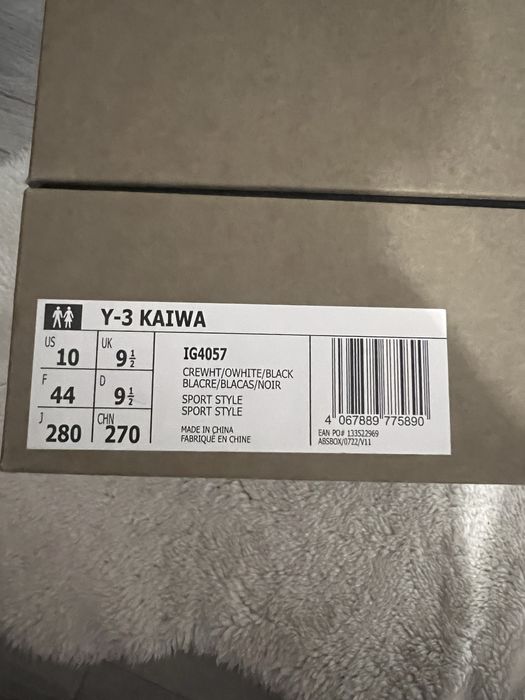 Y-3 KAIWA
US 10 UK 9½
F 44 D 9½
J 280 CHN 270
IG4057
CREWHT/OWHITE/BLACK
BLACRE/BLACAS/NOIR
SPORT STYLE
SPORT STYLE
MADE IN CHINA
FABRIQUÉ EN CHINE
4 067889 775890
EAN PO# 133522969
ABSBOX/0722/V11